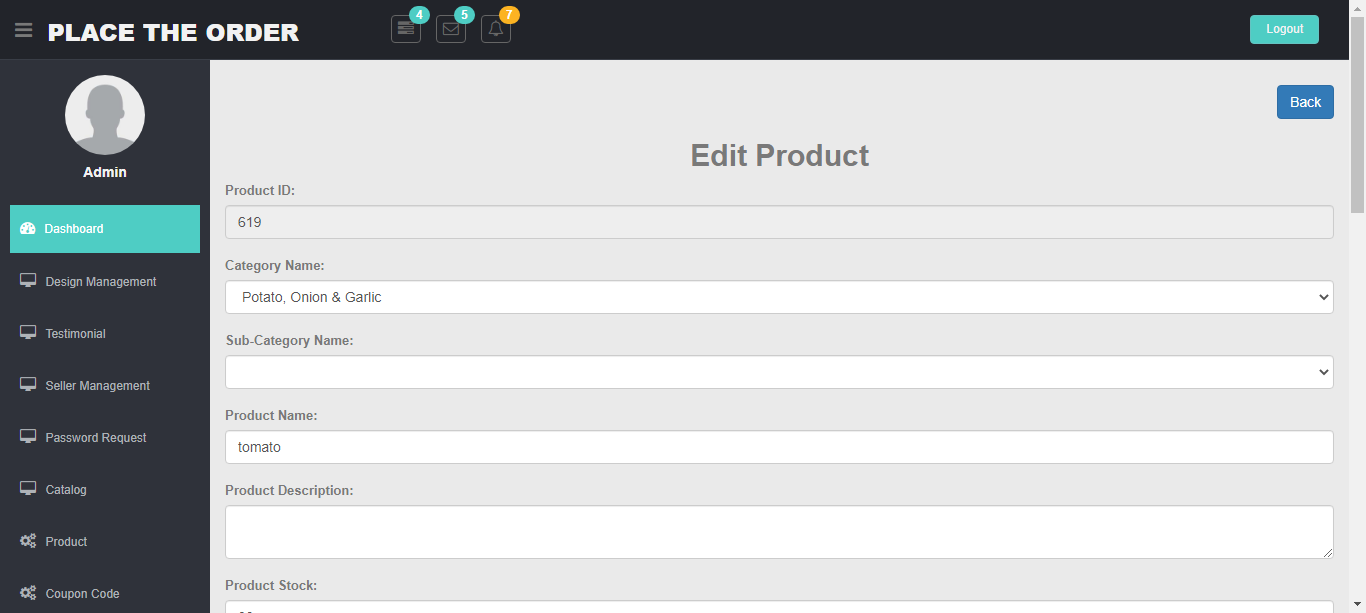 PLACE THE ORDER
4
5
7
Logout
Admin
Dashboard
Design Management
Testimonial
Seller Management
Password Request
Catalog
Product
Coupon Code
Back
Edit Product
Product ID:
619
Category Name:
Potato, Onion & Garlic
Sub-Category Name:
Product Name:
tomato
Product Description:
Product Stock: